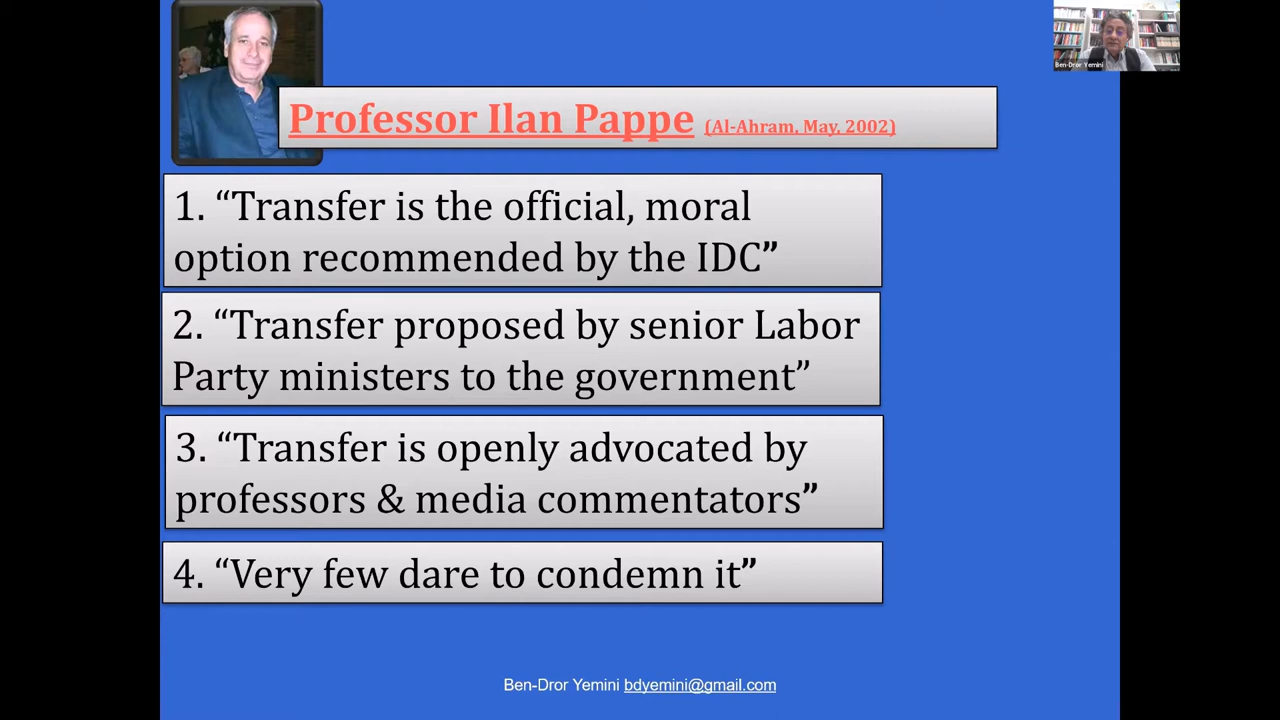 Ben-Dror Yemini
Professor Ilan Pappe (Al-Ahram, May, 2002)
1. “Transfer is the official, moral
option recommended by the IDC”
2. “Transfer proposed by senior Labor
Party ministers to the government”
3. “Transfer is openly advocated by
professors & media commentators”
4. “Very few dare to condemn it”
Ben-Dror Yemini bdyemini@gmail.com